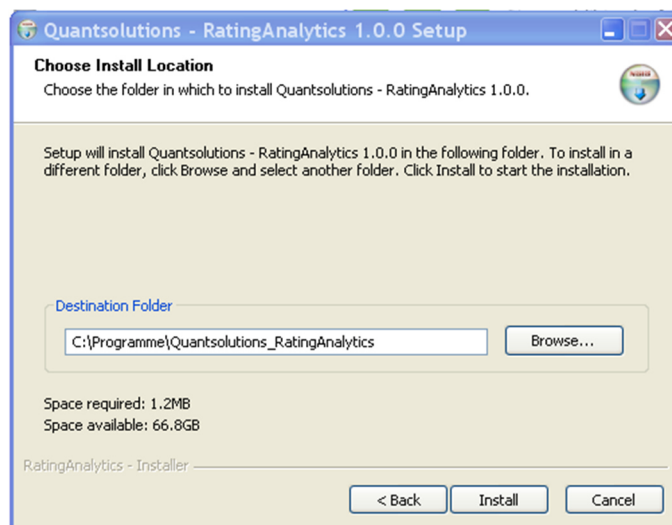 Quantsolutions - RatingAnalytics 1.0.0 Setup
Choose Install Location
Choose the folder in which to install Quantsolutions - RatingAnalytics 1.0.0.
Setup will install Quantsolutions - RatingAnalytics 1.0.0 in the following folder. To install in a
different folder, click Browse and select another folder. Click Install to start the installation.
Destination Folder
C:\Programme\Quantsolutions_RatingAnalytics
Browse...
Space required: 1.2MB
Space available: 66.8GB
RatingAnalytics - Installer
< Back
Install
Cancel